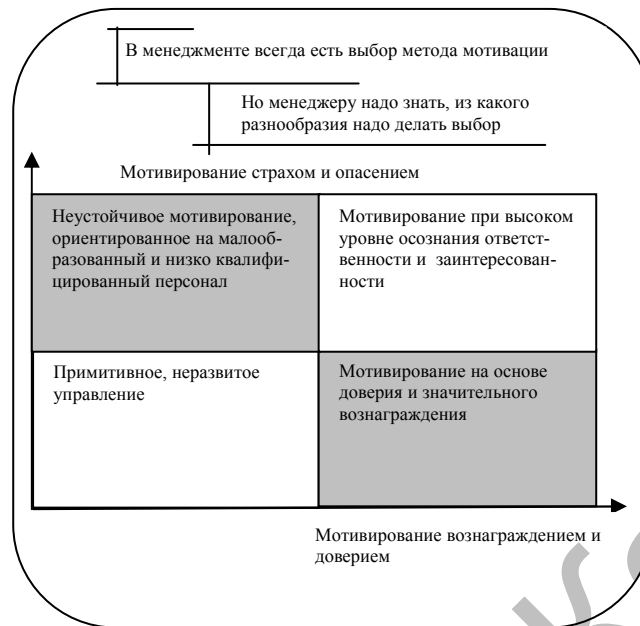 В менеджменте всегда есть выбор метода мотивации
Но менеджеру надо знать, из какого
разнообразия надо делать выбор
Мотивирование страхом и опасением
Неустойчивое мотивирование,
ориентированное на малооб-
разованный и низко квалифи-
цированный персонал
Мотивирование при высоком
уровне осознания ответст-
венности и заинтересован-
ности
Примитивное, неразвитое
управление
Мотивирование на основе
доверия и значительного
вознаграждения
Мотивирование вознаграждением и
доверием